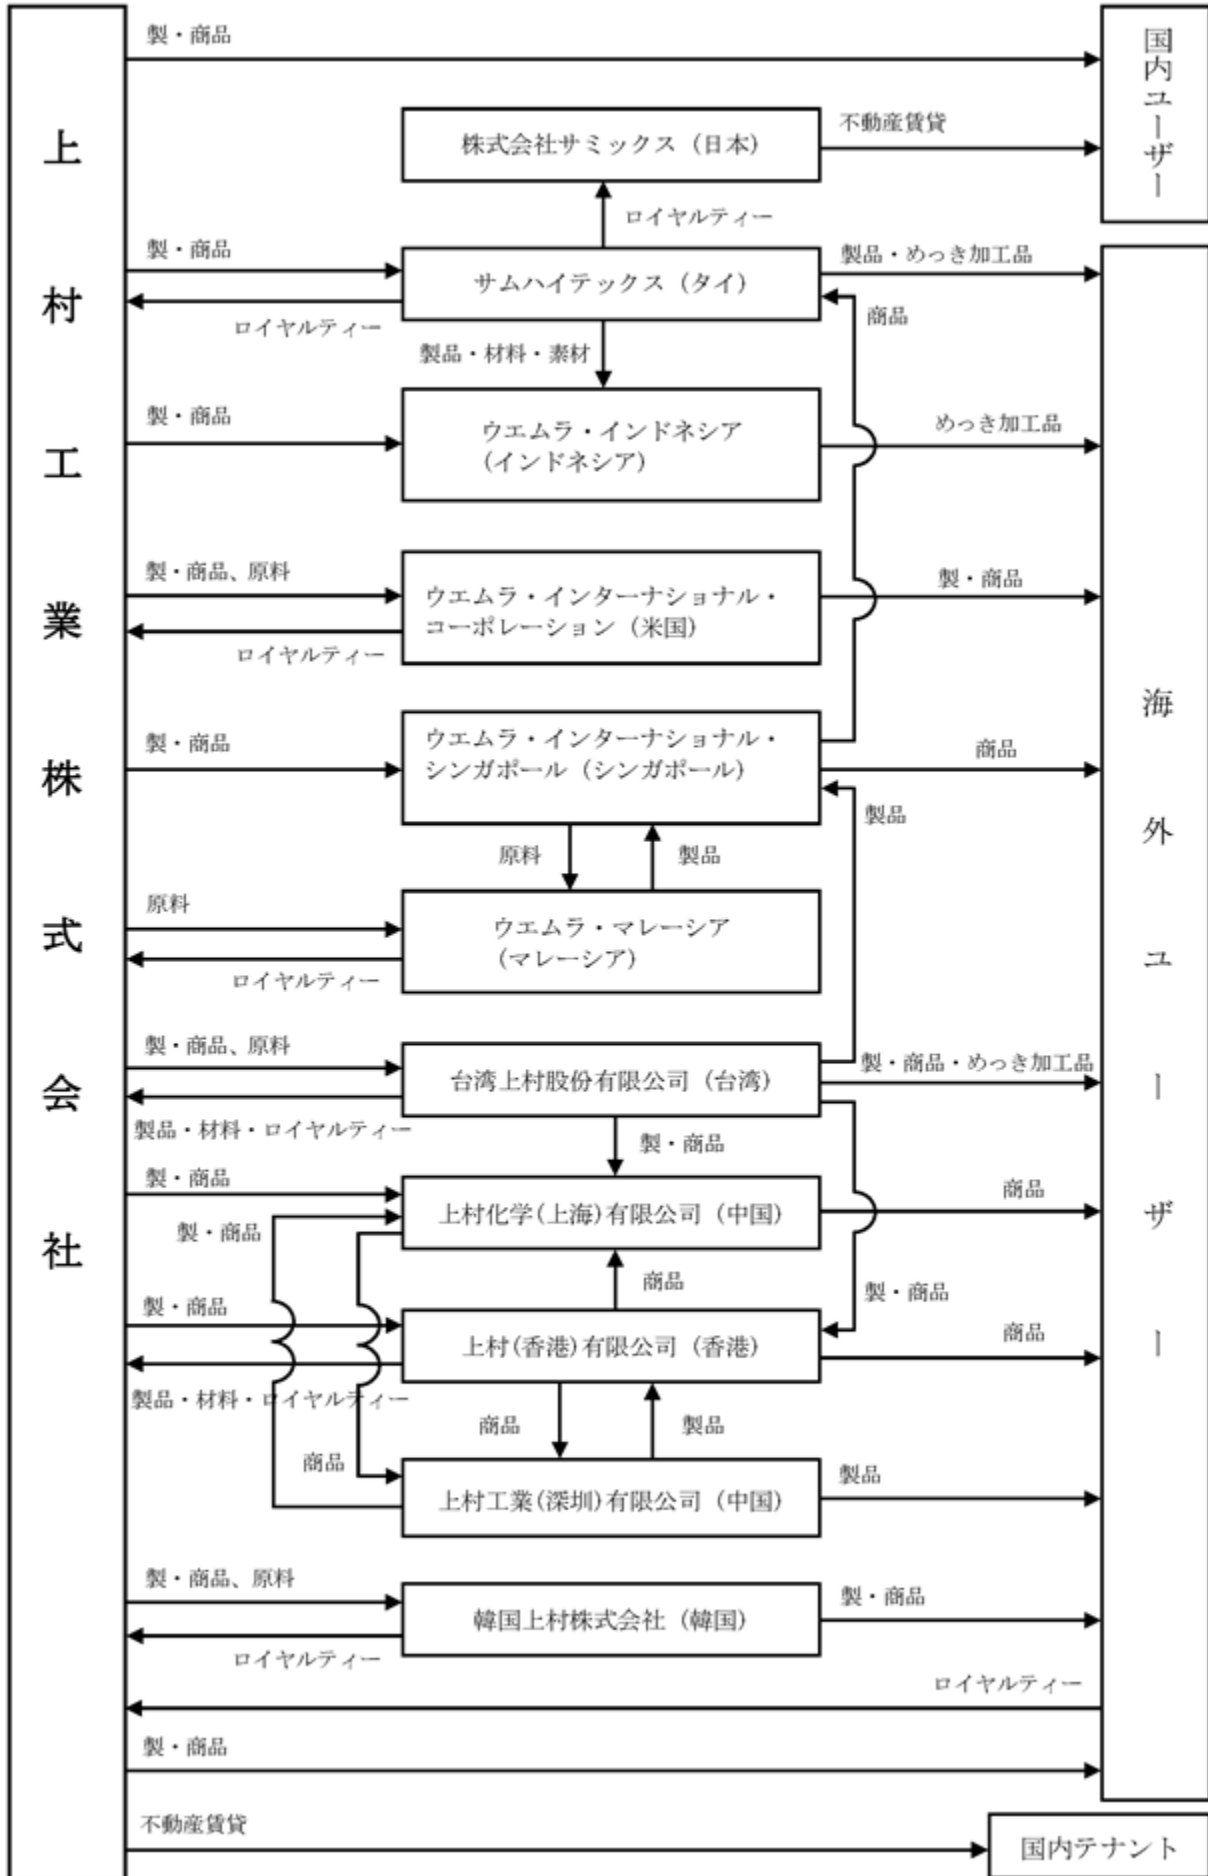 上村工業株式会社
製・商品
国内ユーザー
株式会社サミックス（日本）
不動産賃貸
ロイヤルティー
製・商品
サムハイテックス（タイ）
製品・めっき加工品
ロイヤルティー
商品
製品・材料・素材
製・商品
ウエムラ・インドネシア
(インドネシア)
めっき加工品
製・商品、原料
ウエムラ・インターナショナル・
コーポレーション（米国）
製・商品
ロイヤルティー
海外ユーザー
製・商品
ウエムラ・インターナショナル・
シンガポール（シンガポール）
商品
製品
原料
製品
原料
ウエムラ・マレーシア
(マレーシア)
ロイヤルティー
製・商品、原料
台湾上村股份有限公司（台湾）
製・商品・めっき加工品
製品・材料・ロイヤルティー
製・商品
製・商品
上村化学(上海)有限公司（中国）
商品
製・商品
商品
製・商品
製・商品
上村(香港)有限公司（香港）
商品
製品・材料・ロイヤルティー
商品
製品
商品
上村工業(深圳)有限公司（中国）
製品
製・商品、原料
韓国上村株式会社（韓国）
製・商品
ロイヤルティー
ロイヤルティー
製・商品
不動産賃貸
国内テナント